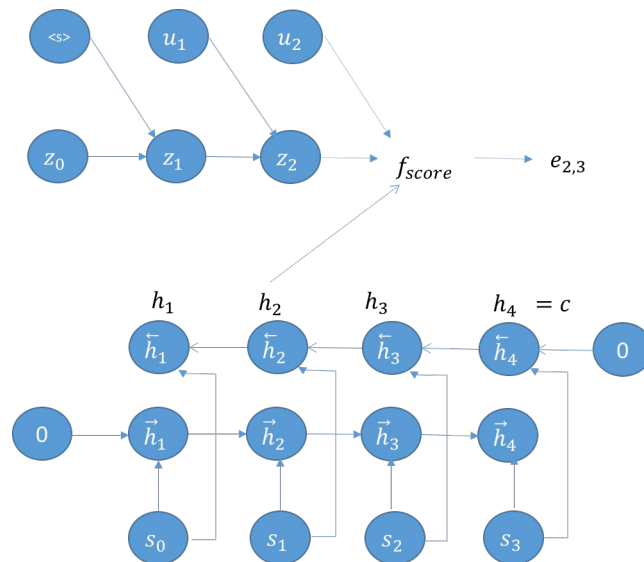 <s> u₁ u₂
z₀ z₁ z₂ f_score e₂,₃
h₁ h₂ h₃ h₄ = c
h⃖₁ h⃖₂ h⃖₃ h⃖₄ 0
0 h⃗₁ h⃗₂ h⃗₃ h⃗₄
s₀ s₁ s₂ s₃